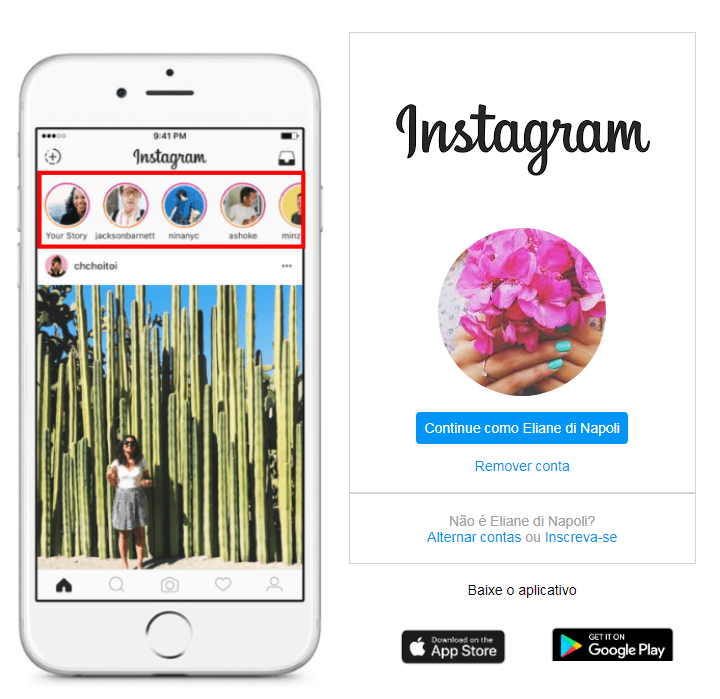 9:41 PM
Instagram
Your Story
jacksonbarnett
ninanyc
ashoke
minz
chchoitoi
Instagram
Continue como Eliane di Napoli
Remover conta
Não é Eliane di Napoli?
Alternar contas ou Inscreva-se
Baixe o aplicativo
Download on the
App Store
GET IT ON
Google Play